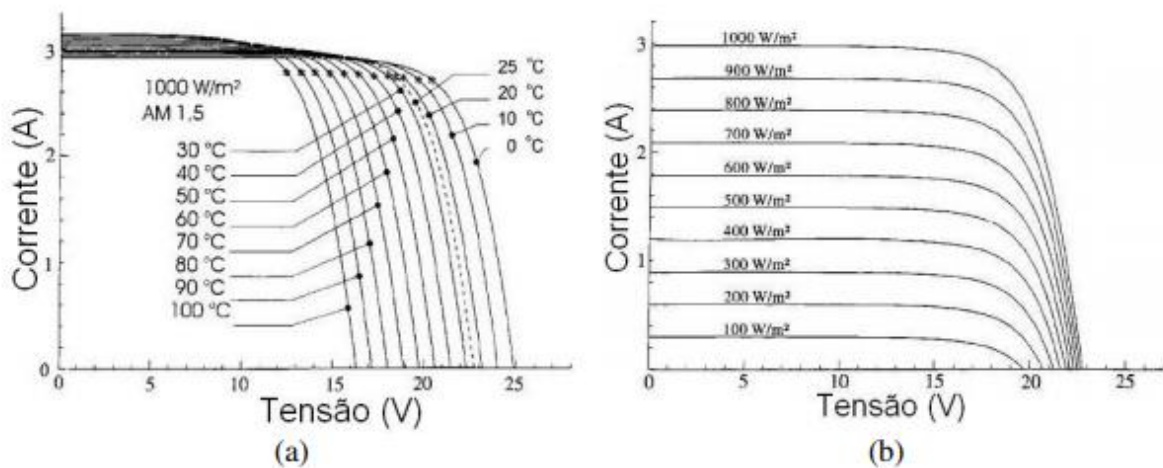 Corrente (A)
3
2
1
0
1000 W/m²
AM 1.5
30 °C
40 °C
50 °C
60 °C
70 °C
80 °C
90 °C
100 °C
25 °C
20 °C
10 °C
0 °C
0 5 10 15 20 25
Tensão (V)
(a)
Corrente (A)
3
2
1
0
1000 W/m²
900 W/m²
800 W/m²
700 W/m²
600 W/m²
500 W/m²
400 W/m²
300 W/m²
200 W/m²
100 W/m²
0 5 10 15 20 25
Tensão (V)
(b)